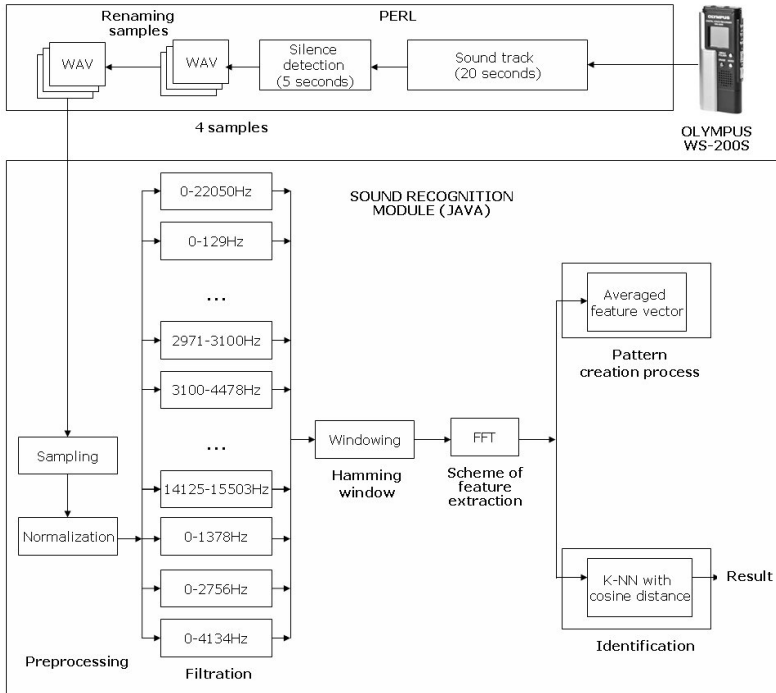 Renaming
samples
PERL
WAV
WAV
Silence
detection
(5 seconds)
Sound track
(20 seconds)
4 samples
OLYMPUS
WS-200S
SOUND RECOGNITION
MODULE (JAVA)
0-22050Hz
0-129Hz
...
2971-3100Hz
3100-4478Hz
...
14125-15503Hz
0-1378Hz
0-2756Hz
0-4134Hz
Sampling
Normalization
Preprocessing
Filtration
Windowing
Hamming
window
FFT
Scheme of
feature
extraction
Averaged
feature vector
Pattern
creation process
K-NN with
cosine distance
Result
Identification